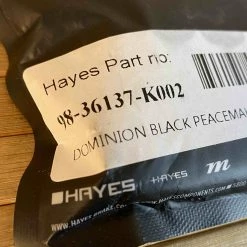 Hayes Part no:
98-36137-K002
DOMINION BLACK PEACEMA
HAYES HAYES m